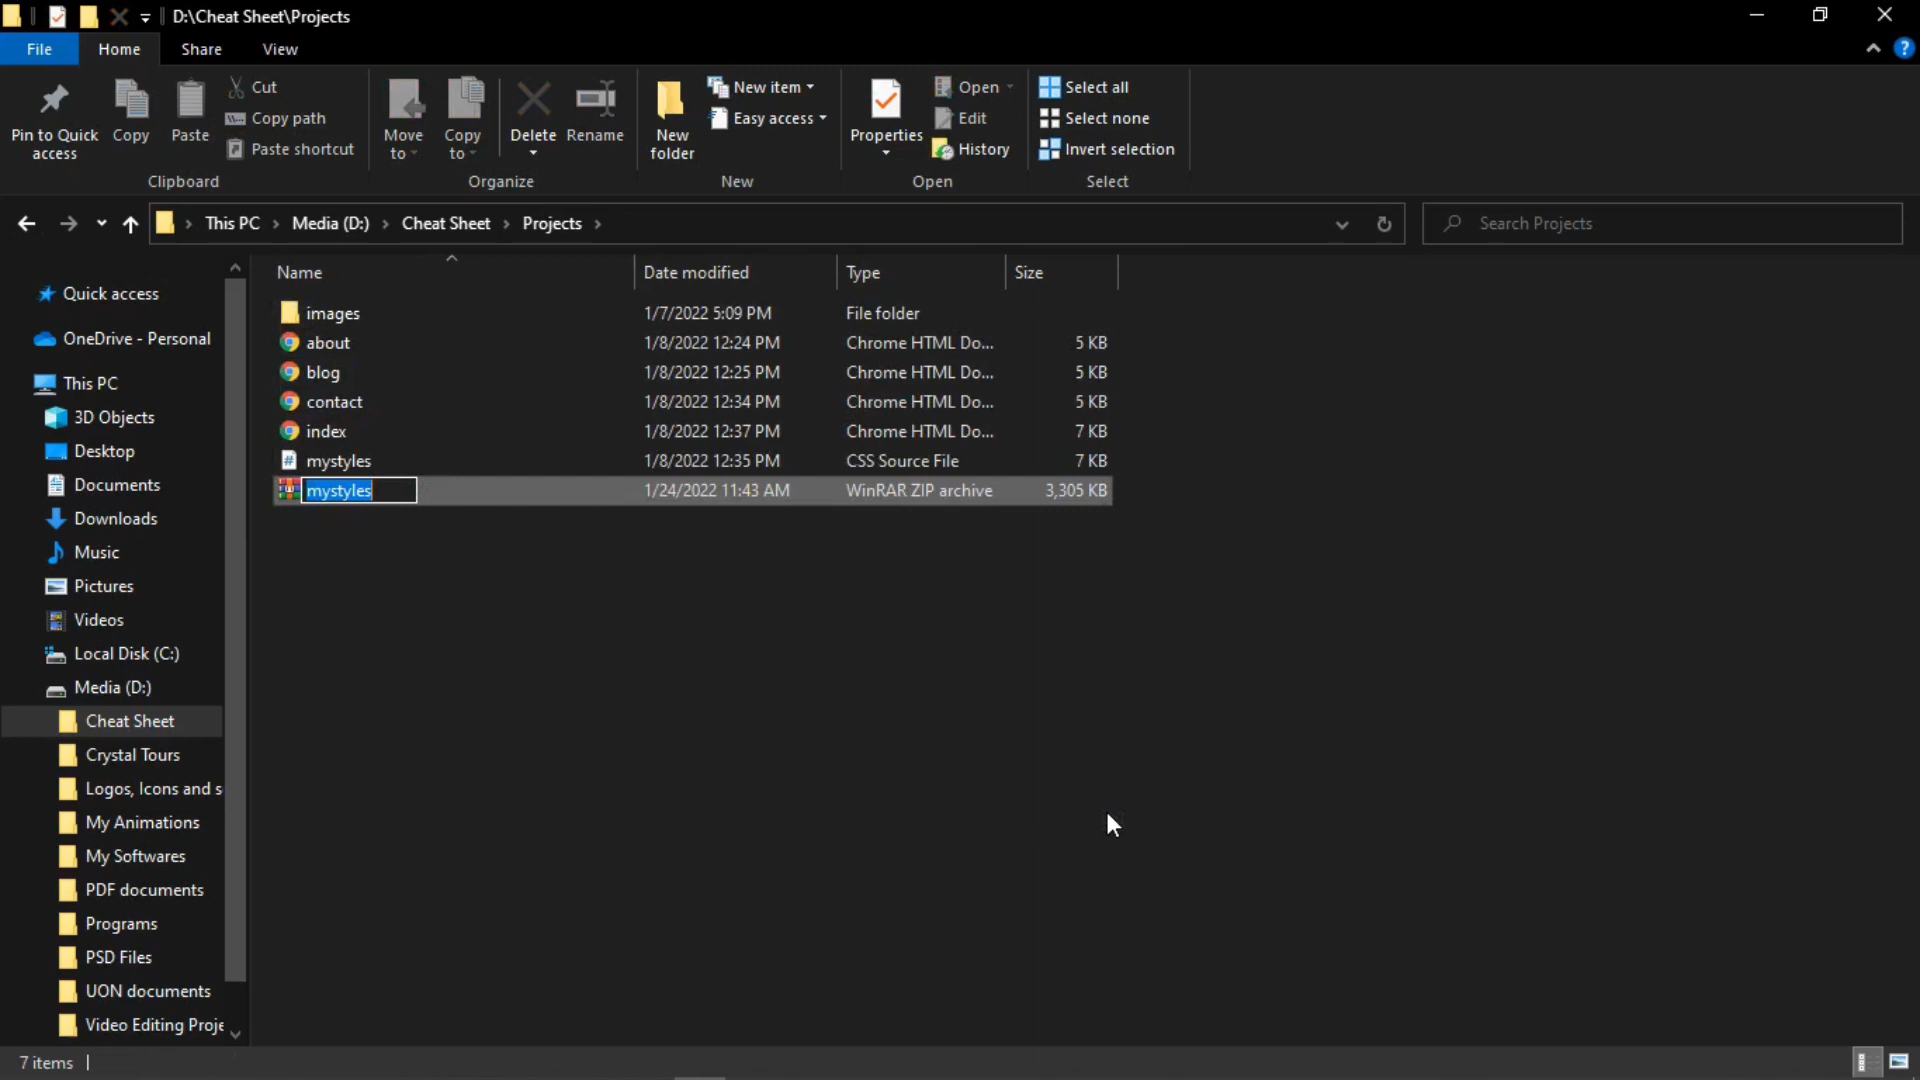 D:\Cheat Sheet\Projects
File Home Share View
Pin to Quick access
Copy
Paste
Cut
Copy path
Paste shortcut
Clipboard
Move to
Copy to
Delete
Rename
Organize
New folder
New item
Easy access
New
Properties
Open
Edit
History
Open
Select all
Select none
Invert selection
Select
This PC Media (D:) Cheat Sheet Projects
Search Projects
Name Date modified Type Size
images 1/7/2022 5:09 PM File folder
about 1/8/2022 12:24 PM Chrome HTML Do... 5 KB
blog 1/8/2022 12:25 PM Chrome HTML Do... 5 KB
contact 1/8/2022 12:34 PM Chrome HTML Do... 5 KB
index 1/8/2022 12:37 PM Chrome HTML Do... 7 KB
mystyles 1/8/2022 12:35 PM CSS Source File 7 KB
mystyles 1/24/2022 11:43 AM WinRAR ZIP archive 3,305 KB
Quick access
OneDrive - Personal
This PC
3D Objects
Desktop
Documents
Downloads
Music
Pictures
Videos
Local Disk (C:)
Media (D:)
Cheat Sheet
Crystal Tours
Logos, Icons and s
My Animations
My Softwares
PDF documents
Programs
PSD Files
UON documents
Video Editing Proje
7 items